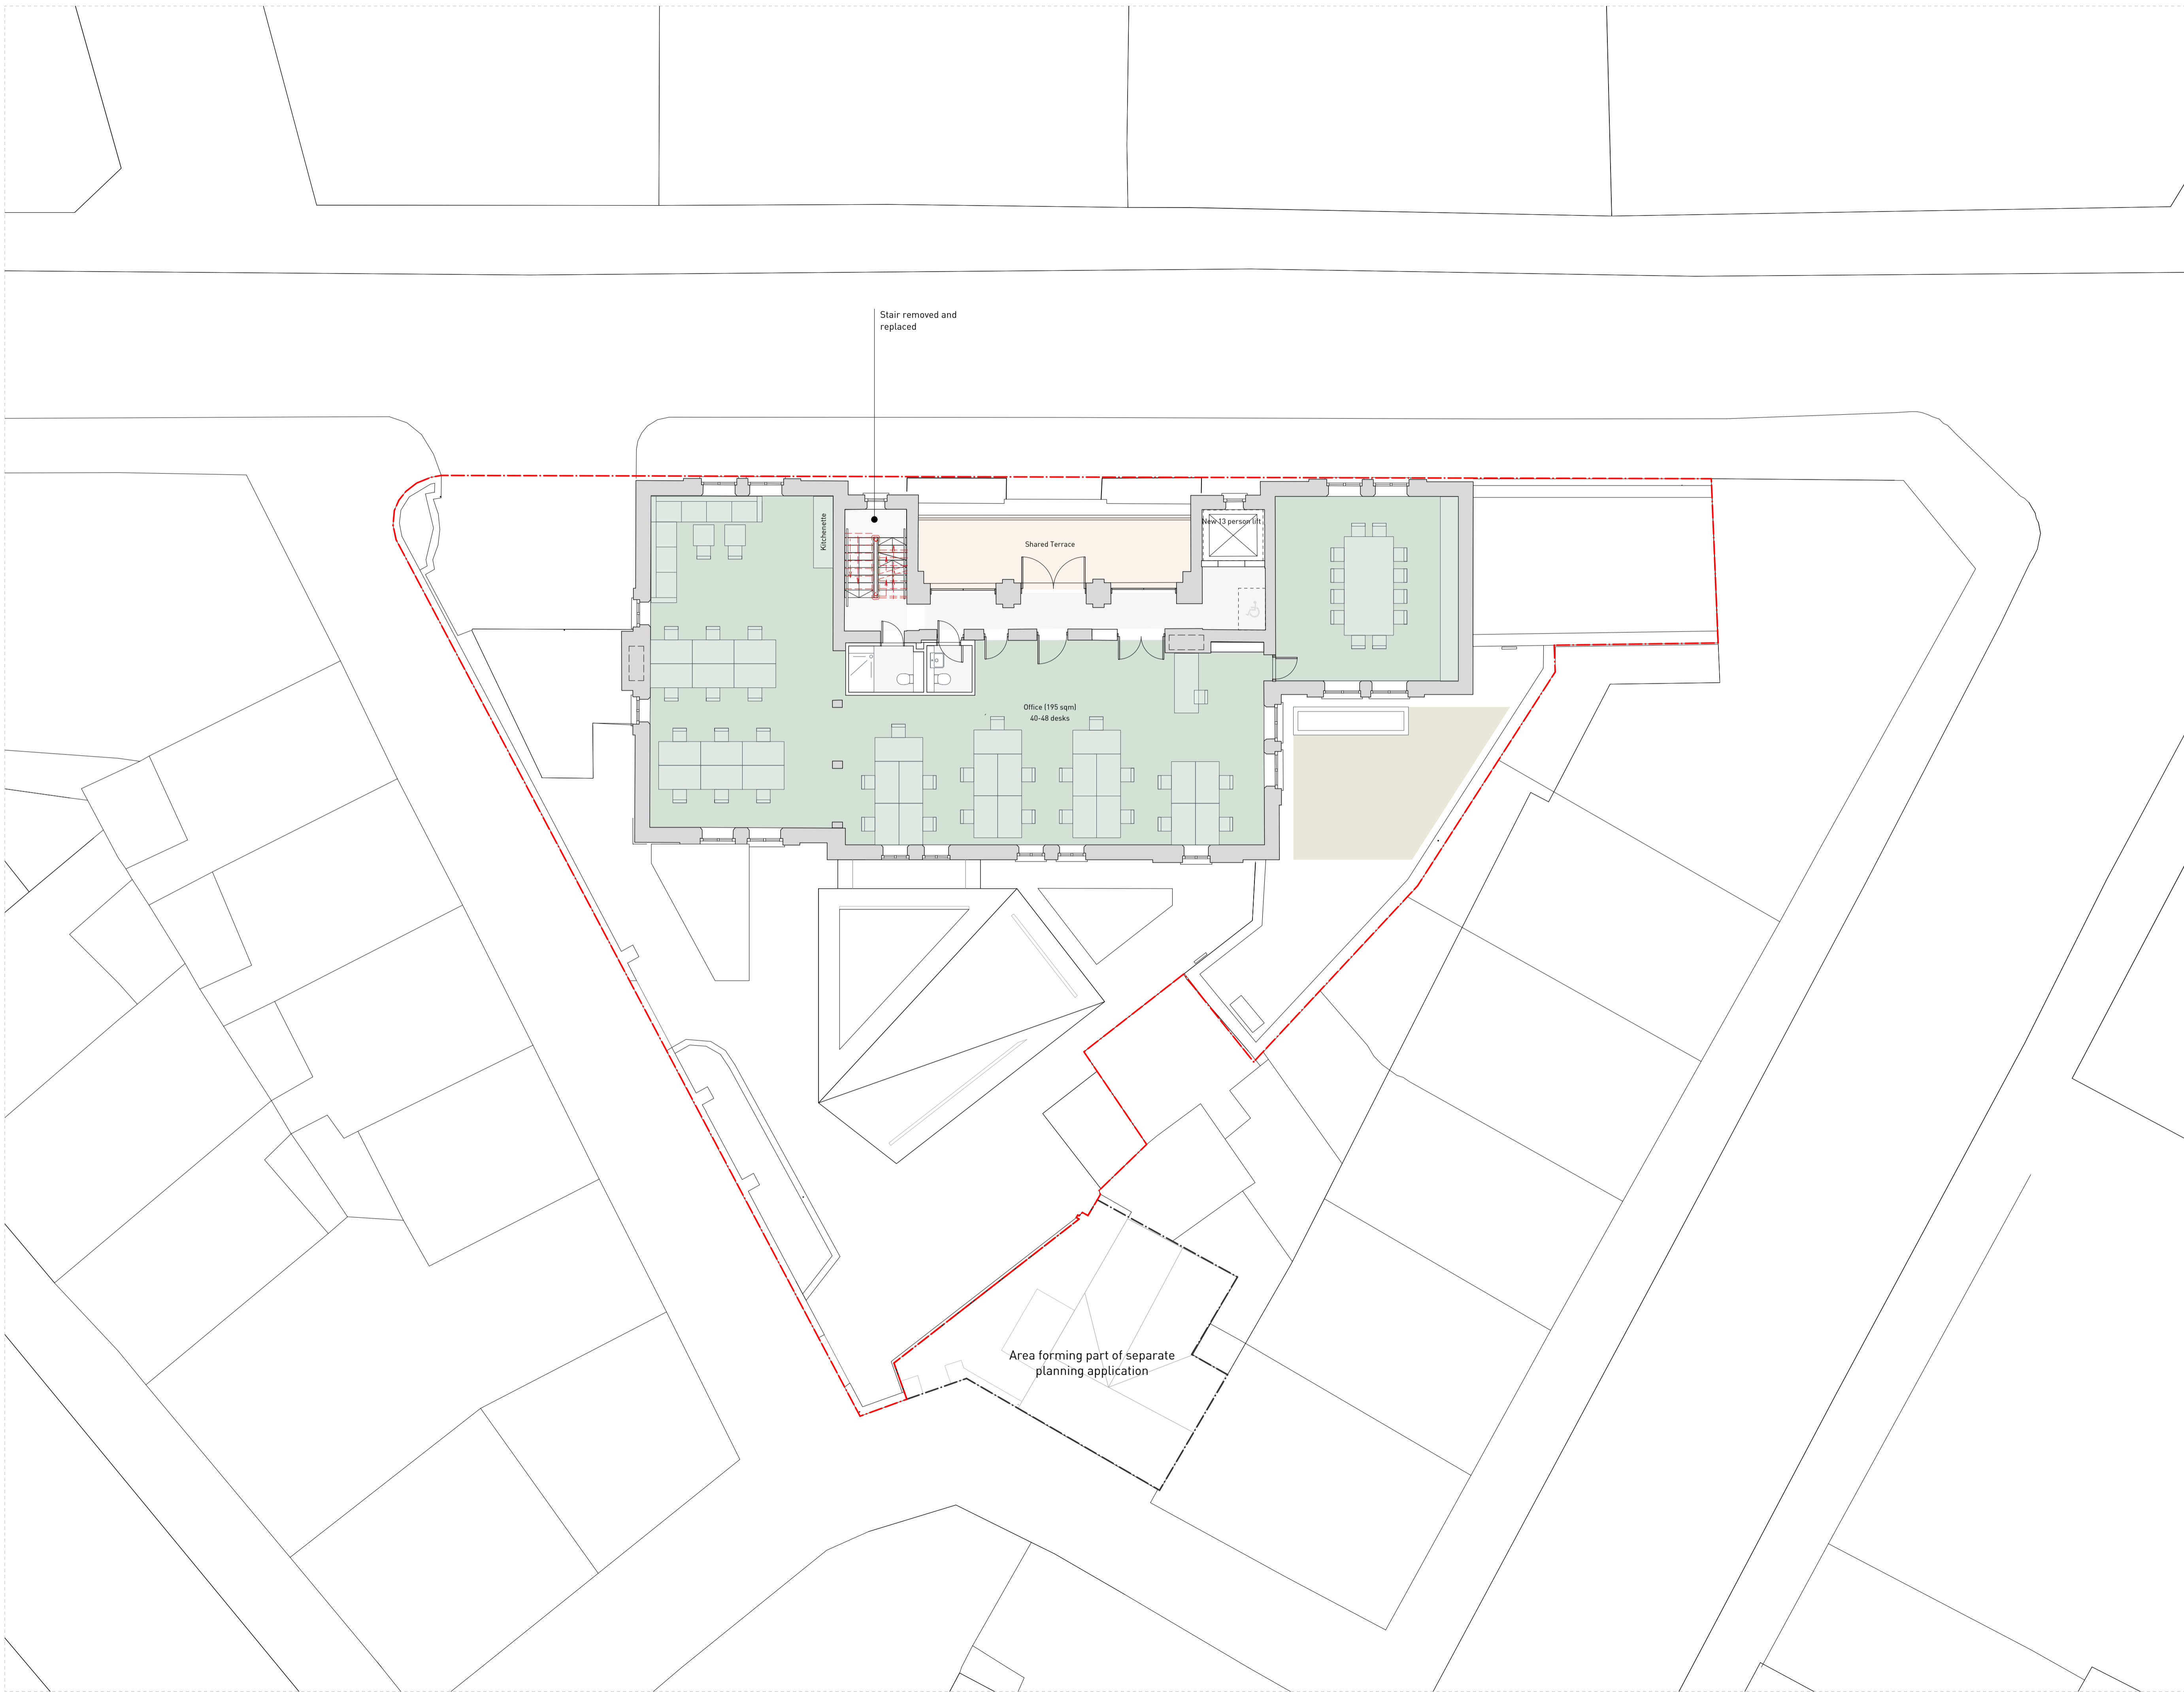 Stair removed and
replaced
Kitchenette
Shared Terrace
New 13 person lift
Office (195 sqm)
40-48 desks
Area forming part of separate
planning application